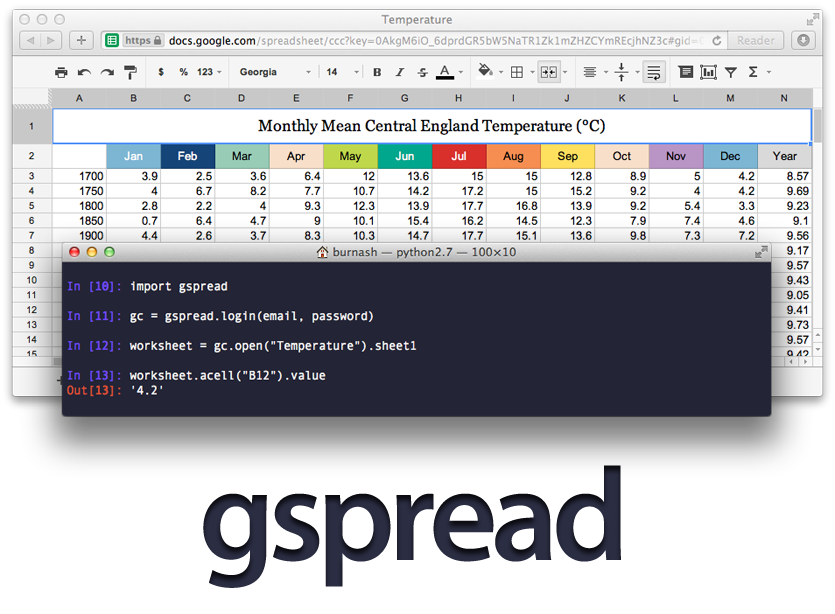 Temperature
https docs.google.com/spreadsheet/ccc?key=0AkgM6iO_6dprdGR5bW5NaTR1Zk1mZHZCYmREcjhNZ3c#gid= Reader
$ % 123 Georgia 14 B I S A Σ
A B C D E F G H I J K L M N
1 Monthly Mean Central England Temperature (°C)
2 Jan Feb Mar Apr May Jun Jul Aug Sep Oct Nov Dec Year
3 1700 3.9 2.5 3.6 6.4 12 13.6 15 15 12.8 8.9 5 4.2 8.57
4 1750 4 6.7 8.2 7.7 10.7 14.2 17.2 15 15.2 9.2 4 4.2 9.69
5 1800 2.8 2.2 4 9.3 12.3 13.9 17.7 16.8 13.9 9.2 5.4 3.3 9.23
6 1850 0.7 6.4 4.7 9 10.1 15.4 16.2 14.5 12.3 7.9 7.4 4.6 9.1
7 1900 4.4 2.6 3.7 8.3 10.3 14.7 17.7 15.1 13.6 9.8 7.3 7.2 9.56
8 9.17
9 9.57
10 9.43
11 9.05
12 9.41
13 9.73
14 9.57
15 9.42
burnash — python2.7 — 100×10
In [10]: import gspread
In [11]: gc = gspread.login(email, password)
In [12]: worksheet = gc.open("Temperature").sheet1
In [13]: worksheet.acell("B12").value
Out[13]: '4.2'
gspread